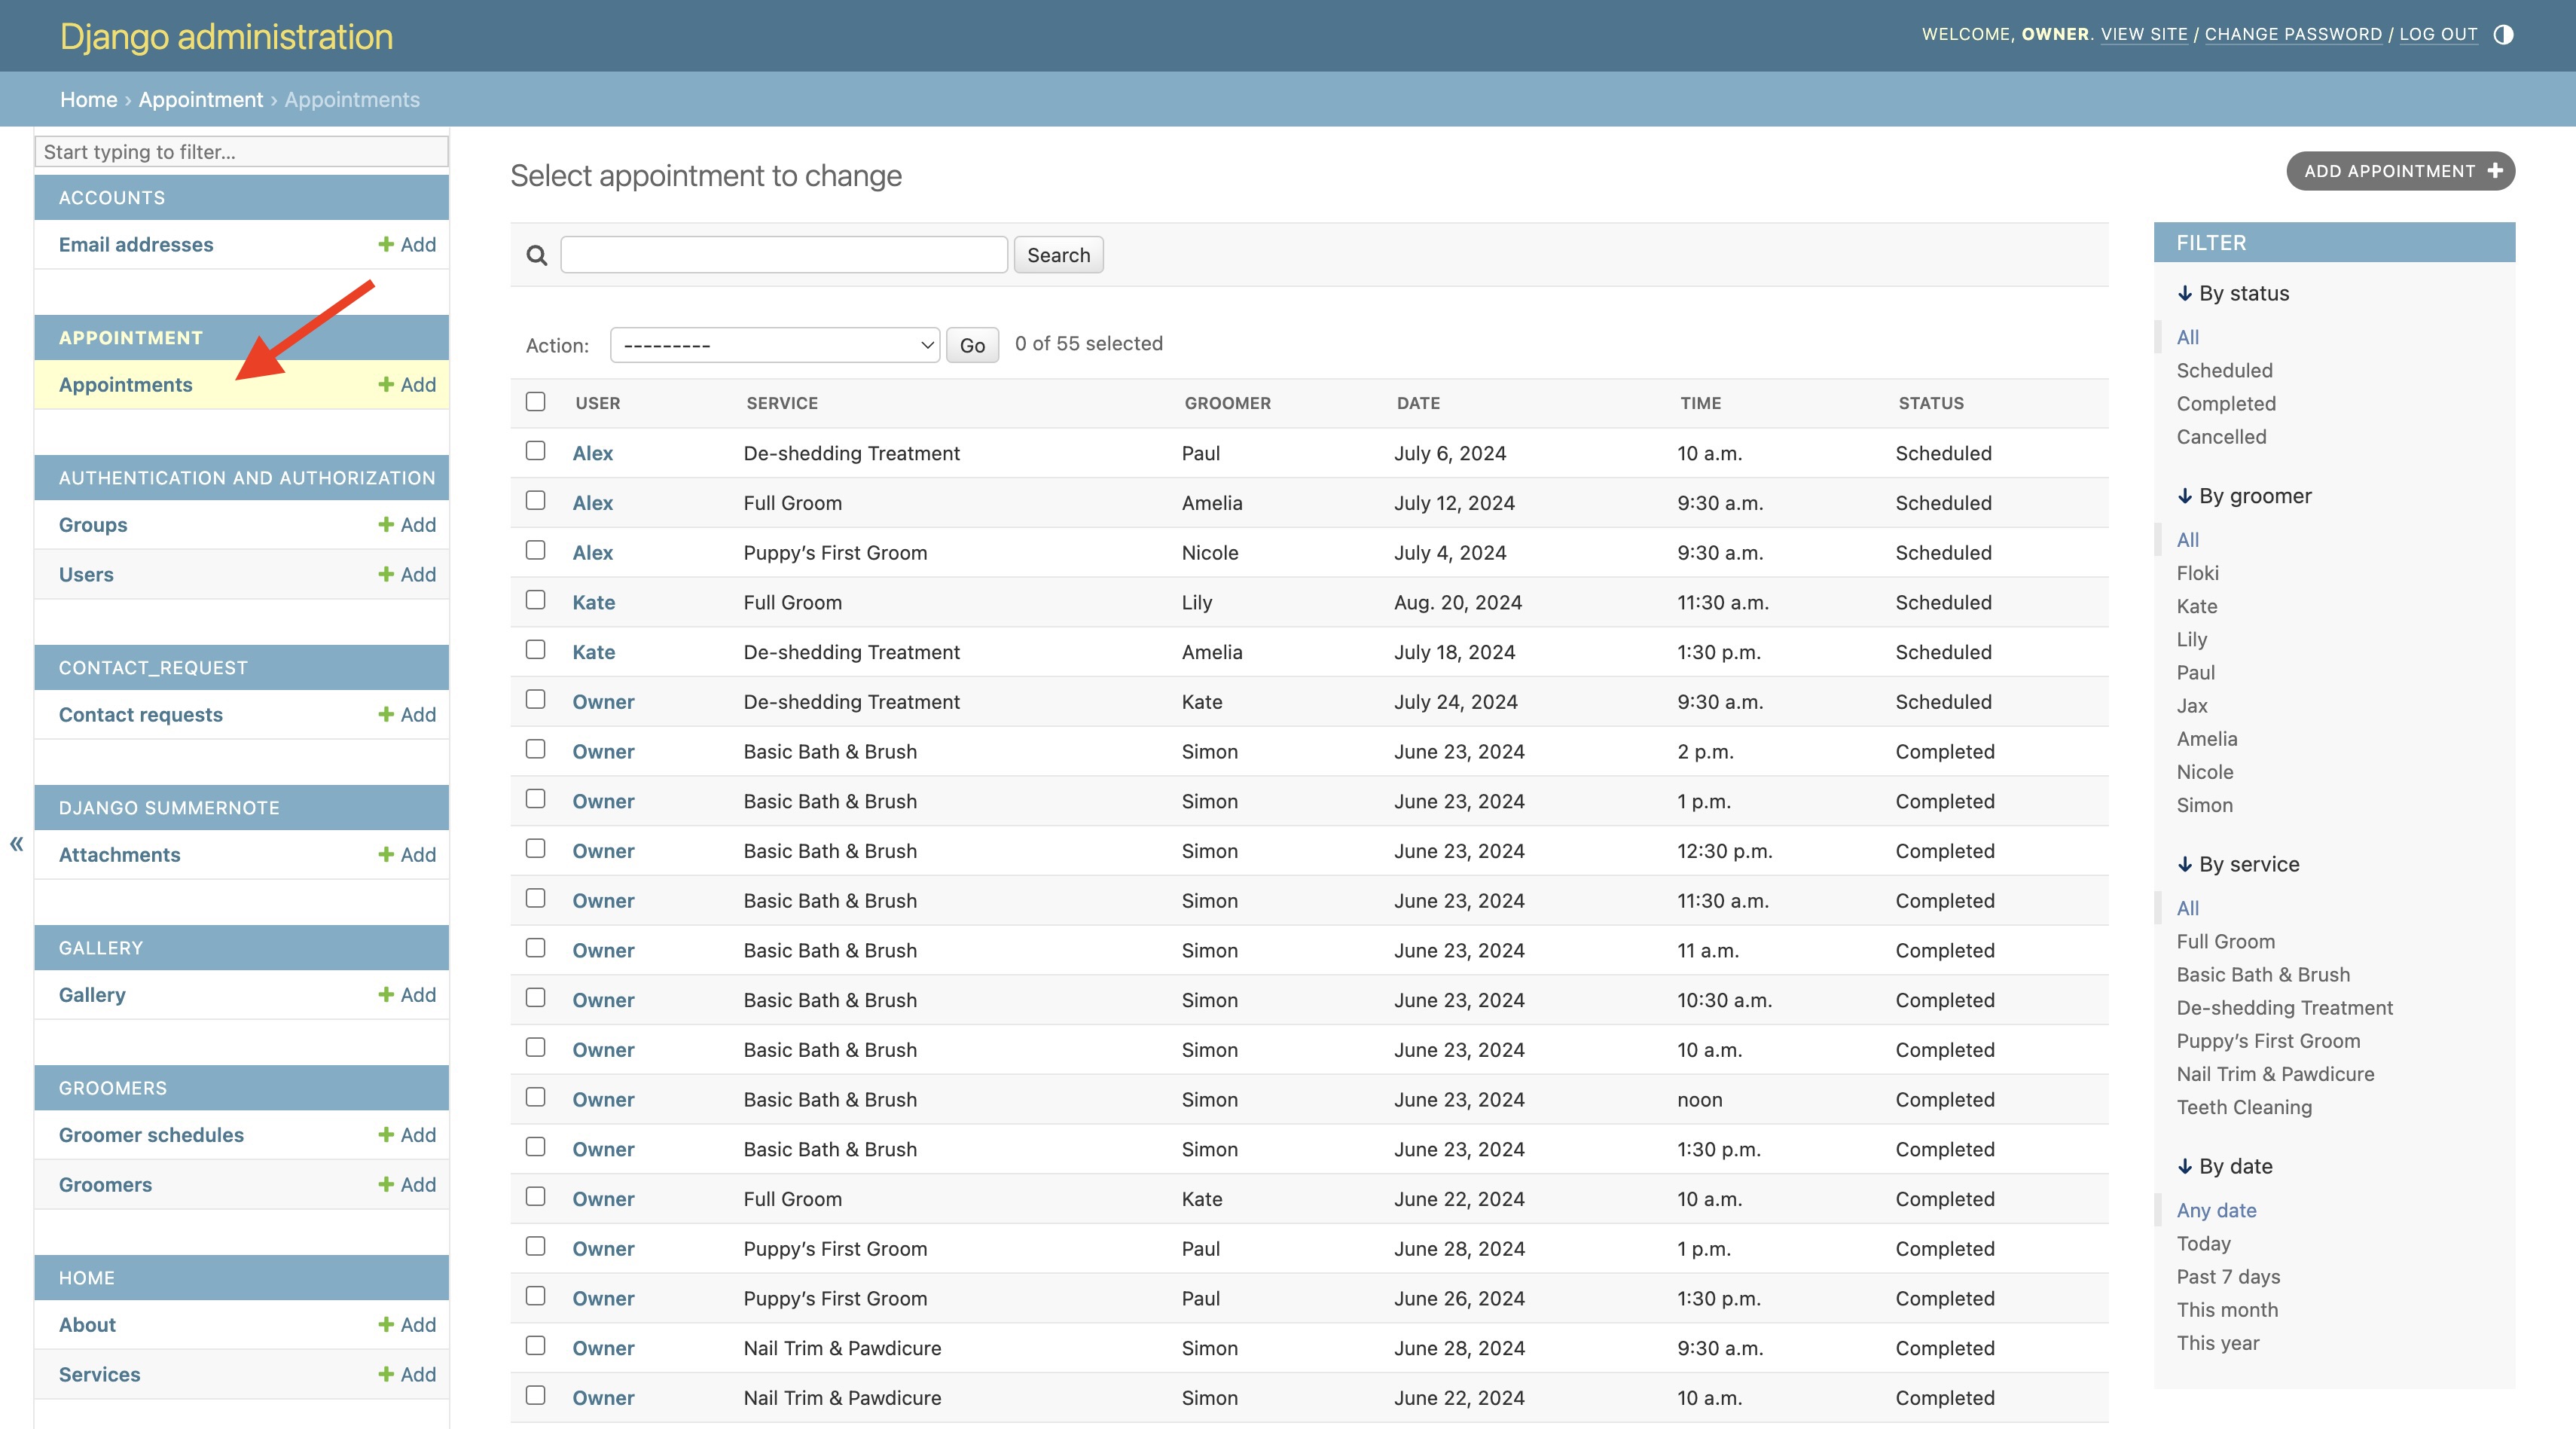 Django administration
WELCOME, OWNER. VIEW SITE / CHANGE PASSWORD / LOG OUT
Home › Appointment › Appointments
Start typing to filter...
ACCOUNTS
Email addresses + Add
APPOINTMENT
Appointments + Add
AUTHENTICATION AND AUTHORIZATION
Groups + Add
Users + Add
CONTACT_REQUEST
Contact requests + Add
DJANGO SUMMERNOTE
Attachments + Add
GALLERY
Gallery + Add
GROOMERS
Groomer schedules + Add
Groomers + Add
HOME
About + Add
Services + Add
«
Select appointment to change
ADD APPOINTMENT +
Search
Action: --------- Go 0 of 55 selected
USER SERVICE GROOMER DATE TIME STATUS
Alex De-shedding Treatment Paul July 6, 2024 10 a.m. Scheduled
Alex Full Groom Amelia July 12, 2024 9:30 a.m. Scheduled
Alex Puppy’s First Groom Nicole July 4, 2024 9:30 a.m. Scheduled
Kate Full Groom Lily Aug. 20, 2024 11:30 a.m. Scheduled
Kate De-shedding Treatment Amelia July 18, 2024 1:30 p.m. Scheduled
Owner De-shedding Treatment Kate July 24, 2024 9:30 a.m. Scheduled
Owner Basic Bath & Brush Simon June 23, 2024 2 p.m. Completed
Owner Basic Bath & Brush Simon June 23, 2024 1 p.m. Completed
Owner Basic Bath & Brush Simon June 23, 2024 12:30 p.m. Completed
Owner Basic Bath & Brush Simon June 23, 2024 11:30 a.m. Completed
Owner Basic Bath & Brush Simon June 23, 2024 11 a.m. Completed
Owner Basic Bath & Brush Simon June 23, 2024 10:30 a.m. Completed
Owner Basic Bath & Brush Simon June 23, 2024 10 a.m. Completed
Owner Basic Bath & Brush Simon June 23, 2024 noon Completed
Owner Basic Bath & Brush Simon June 23, 2024 1:30 p.m. Completed
Owner Full Groom Kate June 22, 2024 10 a.m. Completed
Owner Puppy’s First Groom Paul June 28, 2024 1 p.m. Completed
Owner Puppy’s First Groom Paul June 26, 2024 1:30 p.m. Completed
Owner Nail Trim & Pawdicure Simon June 28, 2024 9:30 a.m. Completed
Owner Nail Trim & Pawdicure Simon June 22, 2024 10 a.m. Completed
FILTER
↓ By status
All
Scheduled
Completed
Cancelled
↓ By groomer
All
Floki
Kate
Lily
Paul
Jax
Amelia
Nicole
Simon
↓ By service
All
Full Groom
Basic Bath & Brush
De-shedding Treatment
Puppy’s First Groom
Nail Trim & Pawdicure
Teeth Cleaning
↓ By date
Any date
Today
Past 7 days
This month
This year